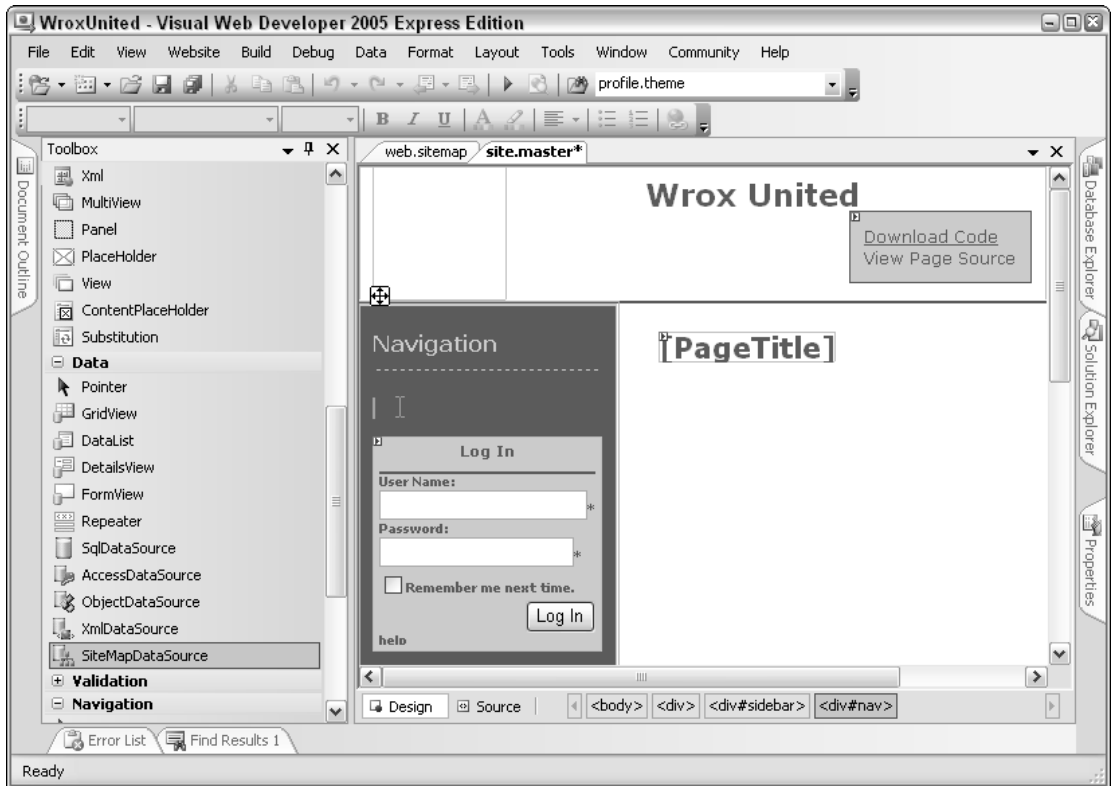 WroxUnited - Visual Web Developer 2005 Express Edition
File Edit View Website Build Debug Data Format Layout Tools Window Community Help
profile.theme
B I U A
Document Outline
Toolbox
Xml
MultiView
Panel
PlaceHolder
View
ContentPlaceHolder
Substitution
Data
Pointer
GridView
DataList
DetailsView
FormView
Repeater
SqlDataSource
AccessDataSource
ObjectDataSource
XmlDataSource
SiteMapDataSource
Validation
Navigation
web.sitemap site.master*
Wrox United
Download Code
View Page Source
Navigation
[PageTitle]
Log In
User Name:
*
Password:
*
Remember me next time.
Log In
help
Design Source <body> <div> <div#sidebar> <div#nav>
Database Explorer
Solution Explorer
Properties
Error List Find Results 1
Ready